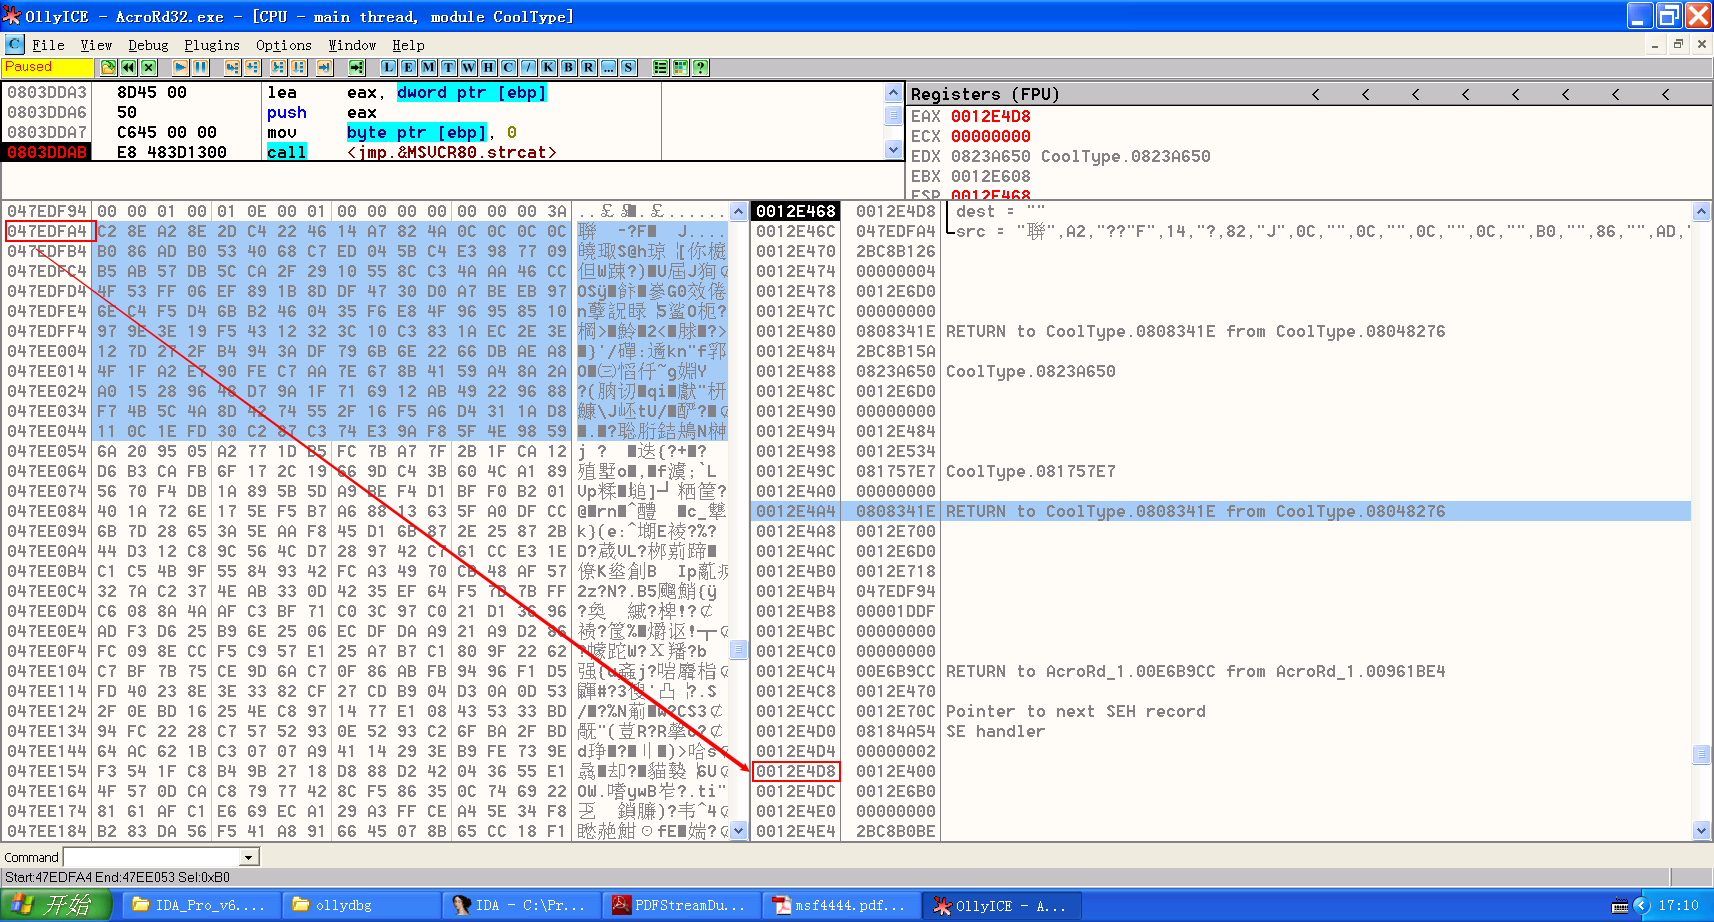 OllyICE - AcroRd32.exe - [CPU - main thread, module CoolType]
C File View Debug Plugins Options Window Help
Paused L E M T W H C / K B R ... S ?
0803DDA3 8D45 00 lea eax, dword ptr [ebp]
0803DDA6 50 push eax
0803DDA7 C645 00 00 mov byte ptr [ebp], 0
0803DDAB E8 483D1300 call <jmp.&MSVCR80.strcat>
Registers (FPU) < < < < < < < <
EAX 0012E4D8
ECX 00000000
EDX 0823A650 CoolType.0823A650
EBX 0012E608
ESP 0012E468
047EDF94 00 00 01 00 01 0E 00 01 00 00 00 00 00 00 00 3A
047EDFA4 C2 8E A2 8E 2D C4 22 46 14 A7 82 4A 0C 0C 0C 0C
047EDFB4 B0 86 AD B0 53 40 68 C7 ED 04 5B C4 E3 98 77 09
047EDFC4 B5 AB 57 DB 5C CA 2F 29 10 55 8C C3 4A AA 46 CC
047EDFD4 4F 53 FF 06 EF 89 1B 8D DF 47 30 D0 A7 BE EB 97
047EDFE4 6E C4 F5 D4 6B B2 46 04 35 F6 E8 4F 96 95 85 10
047EDFF4 97 9E 3E 19 F5 43 12 32 3C 10 C3 83 1A EC 2E 3E
047EE004 12 7D 27 2F B4 94 3A DF 79 6B 6E 22 66 DB AE A8
047EE014 4F 1F A2 E7 90 FE C7 AA 7E 67 8B 41 59 A4 8A 2A
047EE024 A0 15 28 96 48 D7 9A 1F 71 69 12 AB 49 22 96 88
047EE034 F7 4B 5C 4A 8D 42 74 55 2F 16 F5 A6 D4 31 1A D8
047EE044 11 0C 1E FD 30 C2 87 C3 74 E3 9A F8 5F 4E 98 59
047EE054 6A 20 95 05 A2 77 1D B5 FC 7B A7 7F 2B 1F CA 12
047EE064 D6 B3 CA FB 6F 17 2C 19 66 9D C4 3B 60 4C A1 89
047EE074 56 70 F4 DB 1A 89 5B 5D A9 BE F4 D1 BF F0 B2 01
047EE084 40 1A 72 6E 17 5E F5 B7 A6 88 13 63 5F A0 DF CC
047EE094 6B 7D 28 65 3A 5E AA F8 45 D1 6B 87 2E 25 87 2B
047EE0A4 44 D3 12 C8 9C 56 4C D7 28 97 42 C7 61 CC E3 1E
047EE0B4 C1 C5 4B 9F 55 84 93 42 FC A3 49 70 CB 48 AF 57
047EE0C4 32 7A C2 37 4E AB 33 0D 42 35 EF 64 F5 7D 7B FF
047EE0D4 C6 08 8A 4A AF C3 BF 71 C0 3C 97 C0 21 D1 36 96
047EE0E4 AD F3 D6 25 B9 6E 25 06 EC DF DA A9 21 A9 D2 86
047EE0F4 FC 09 8E CC F5 C9 57 E1 25 A7 B7 C1 80 9F 22 62
047EE104 C7 BF 7B 75 CE 9D 6A C7 0F 86 AB FB 94 96 F1 D5
047EE114 FD 40 23 8E 3E 33 82 CF 27 CD B9 04 D3 0A 0D 53
047EE124 2F 0E BD 16 25 4E C8 97 14 77 E1 08 43 53 33 BD
047EE134 94 FC 22 28 C7 57 52 93 0E 52 93 C2 6F BA 2F BD
047EE144 64 AC 62 1B C3 07 07 A9 41 14 29 3E B9 FE 73 9E
047EE154 F3 54 1F C8 B4 9B 27 18 D8 88 D2 42 04 36 55 E1
047EE164 4F 57 0D CA C8 79 77 42 8C F5 86 35 0C 74 69 22
047EE174 81 61 AF C1 E6 69 EC A1 29 A3 FF CE A4 5E 34 F8
047EE184 B2 83 DA 56 F5 41 A8 91 66 45 07 8B 65 CC 18 F1
0012E468 0012E4D8 dest = ""
0012E46C 047EDFA4 src = "聨",A2,"??"F",14,"?,82,"J",0C,"",0C,"",0C,"",0C,"",B0,"",86,"",AD,"
0012E470 2BC8B126
0012E474 00000004
0012E478 0012E6D0
0012E47C 00000000
0012E480 0808341E RETURN to CoolType.0808341E from CoolType.08048276
0012E484 2BC8B15A
0012E488 0823A650 CoolType.0823A650
0012E48C 0012E6D0
0012E490 00000000
0012E494 0012E484
0012E498 0012E534
0012E49C 081757E7 CoolType.081757E7
0012E4A0 00000000
0012E4A4 0808341E RETURN to CoolType.0808341E from CoolType.08048276
0012E4A8 0012E700
0012E4AC 0012E6D0
0012E4B0 0012E718
0012E4B4 047EDF94
0012E4B8 00001DDF
0012E4BC 00000000
0012E4C0 00000000
0012E4C4 00E6B9CC RETURN to AcroRd_1.00E6B9CC from AcroRd_1.00961BE4
0012E4C8 0012E470
0012E4CC 0012E70C Pointer to next SEH record
0012E4D0 08184A54 SE handler
0012E4D4 00000002
0012E4D8 0012E400
0012E4DC 0012E6B0
0012E4E0 00000000
0012E4E4 2BC8B0BE
Command
Start:47EDFA4 End:47EE053 Sel:0xB0
开始 IDA_Pro_v6.... ollydbg IDA - C:\Pr... PDFStreamDu... msf4444.pdf... OllyICE - A... 17:10